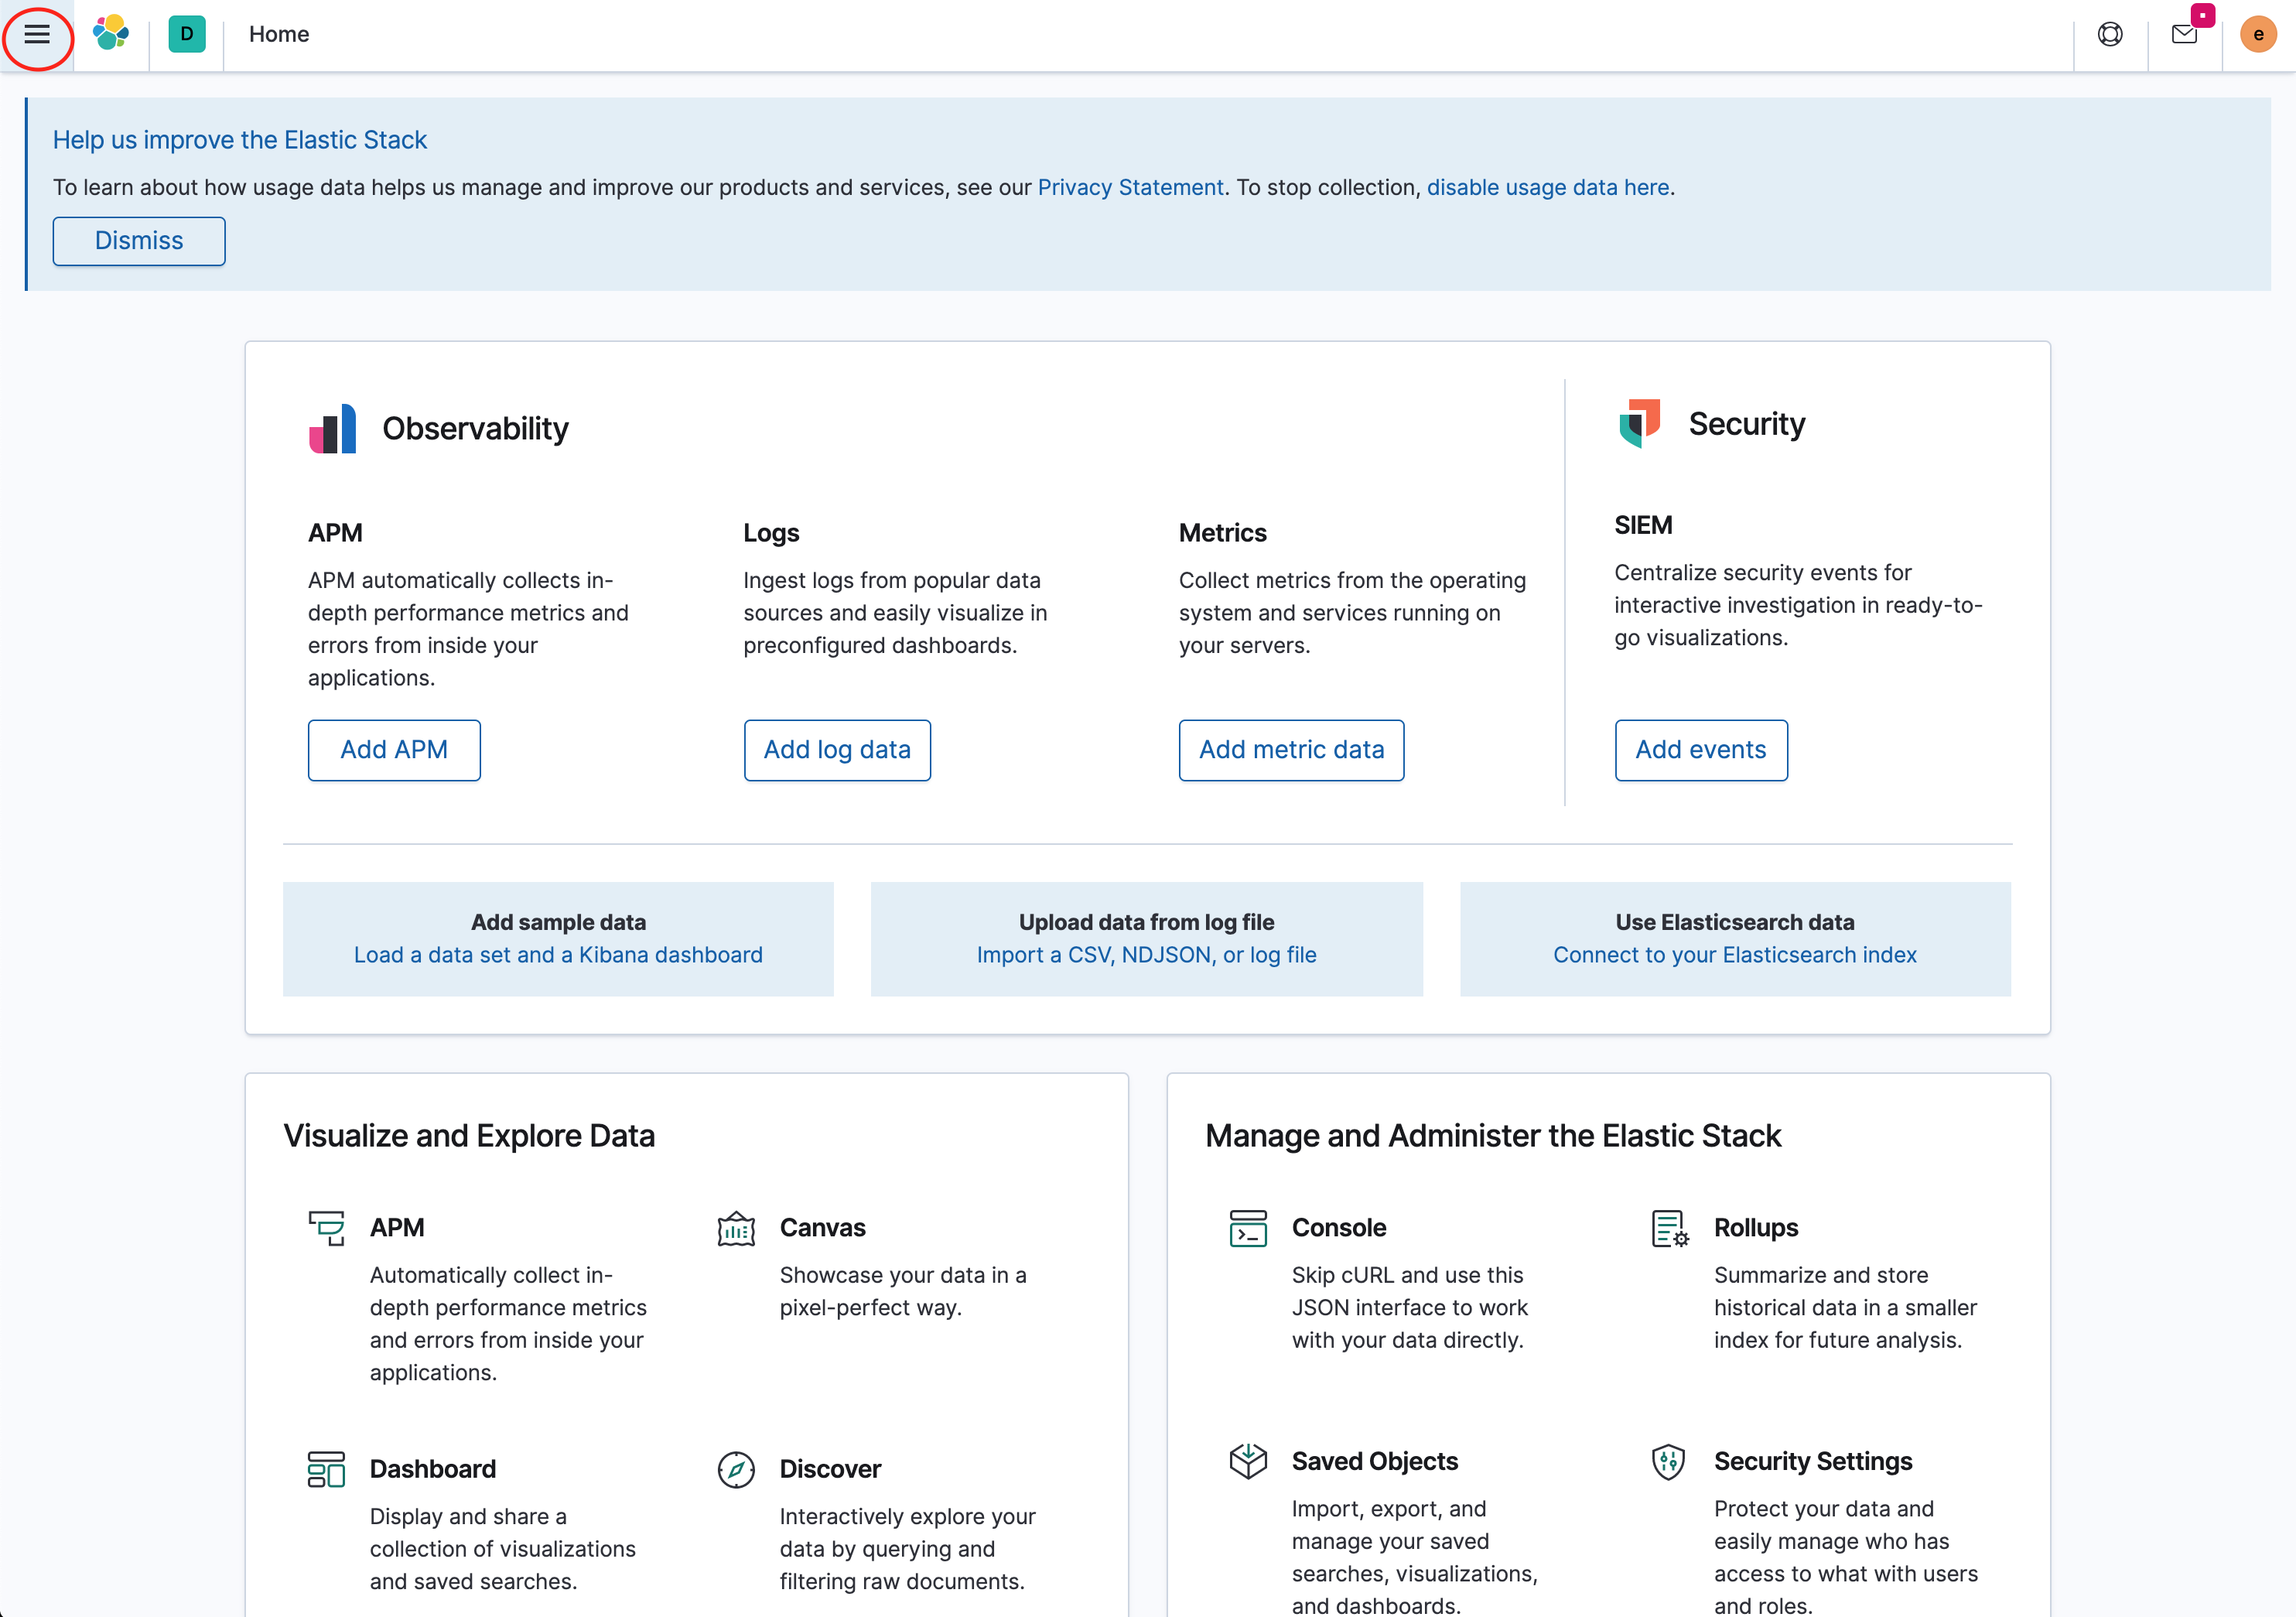 D
Home
e
Help us improve the Elastic Stack
To learn about how usage data helps us manage and improve our products and services, see our Privacy Statement. To stop collection, disable usage data here.
Dismiss
Observability
Security
APM
APM automatically collects in-
depth performance metrics and
errors from inside your
applications.
Add APM
Logs
Ingest logs from popular data
sources and easily visualize in
preconfigured dashboards.
Add log data
Metrics
Collect metrics from the operating
system and services running on
your servers.
Add metric data
SIEM
Centralize security events for
interactive investigation in ready-to-
go visualizations.
Add events
Add sample data
Load a data set and a Kibana dashboard
Upload data from log file
Import a CSV, NDJSON, or log file
Use Elasticsearch data
Connect to your Elasticsearch index
Visualize and Explore Data
APM
Automatically collect in-
depth performance metrics
and errors from inside your
applications.
Canvas
Showcase your data in a
pixel-perfect way.
Dashboard
Display and share a
collection of visualizations
and saved searches.
Discover
Interactively explore your
data by querying and
filtering raw documents.
Manage and Administer the Elastic Stack
Console
Skip cURL and use this
JSON interface to work
with your data directly.
Rollups
Summarize and store
historical data in a smaller
index for future analysis.
Saved Objects
Import, export, and
manage your saved
searches, visualizations,
and dashboards.
Security Settings
Protect your data and
easily manage who has
access to what with users
and roles.